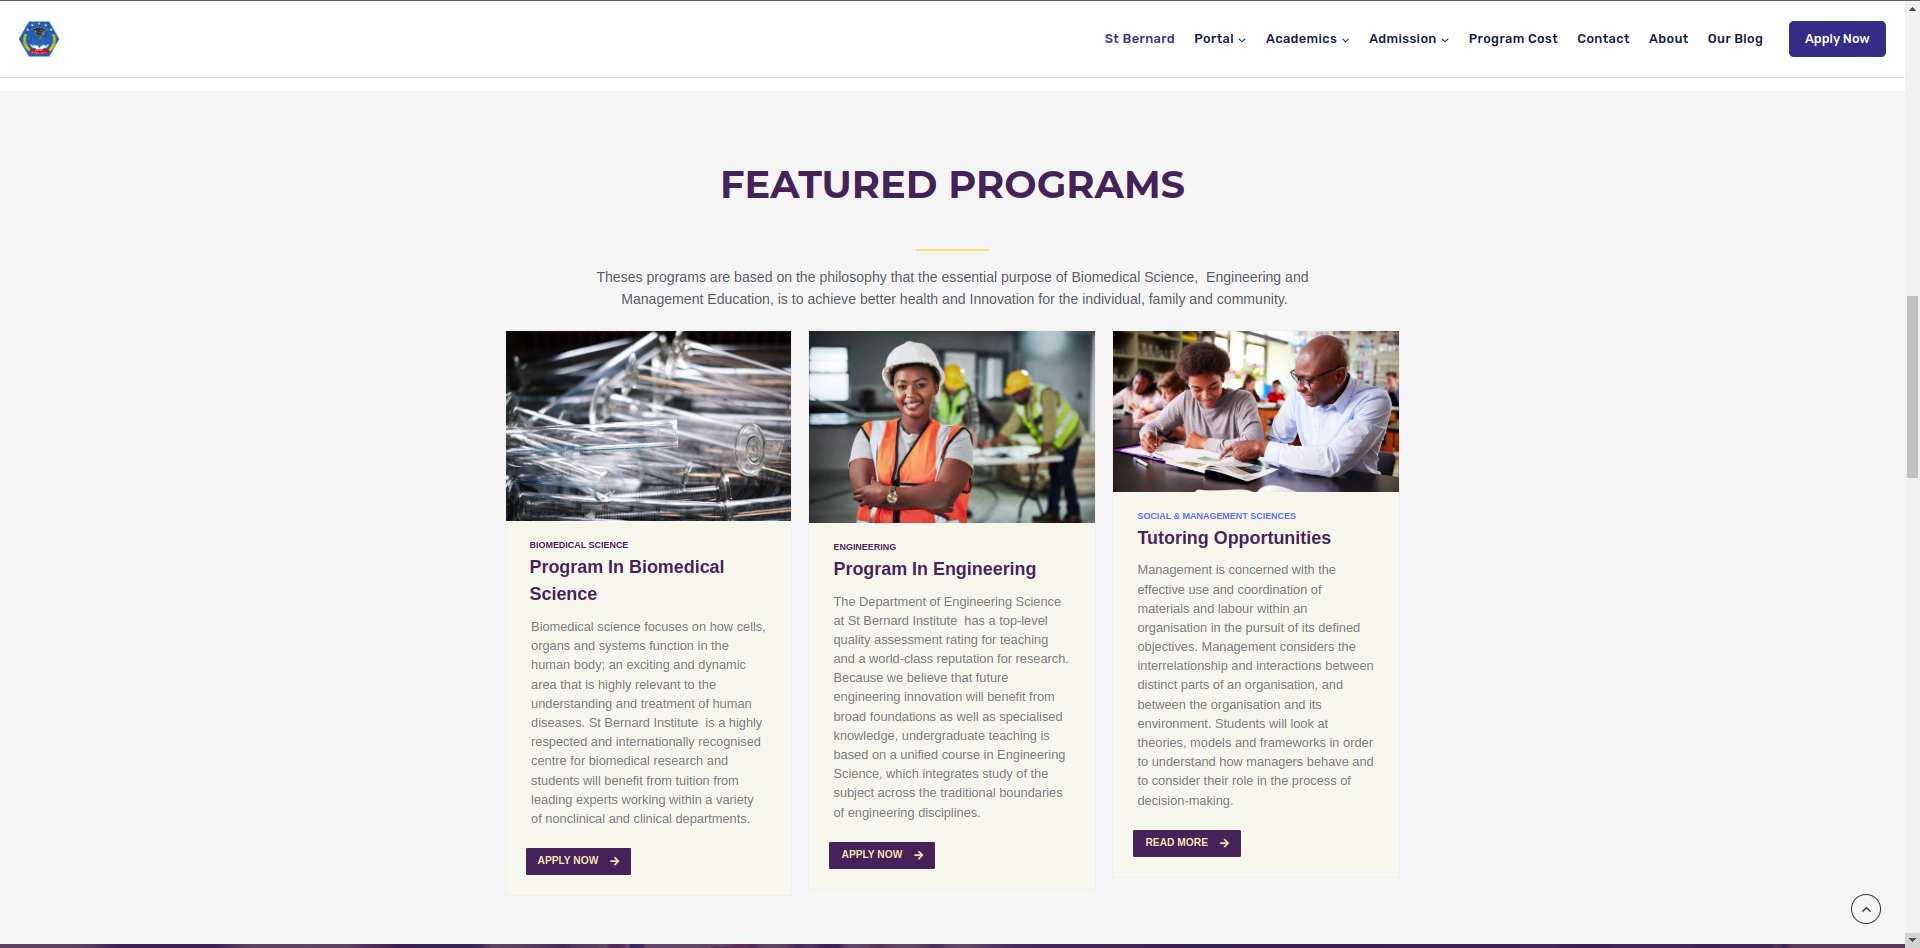 St Bernard Portal Academics Admission Program Cost Contact About Our Blog Apply Now
FEATURED PROGRAMS
Theses programs are based on the philosophy that the essential purpose of Biomedical Science,  Engineering and
Management Education, is to achieve better health and Innovation for the individual, family and community.
BIOMEDICAL SCIENCE
Program In Biomedical
Science
Biomedical science focuses on how cells,
organs and systems function in the
human body; an exciting and dynamic
area that is highly relevant to the
understanding and treatment of human
diseases. St Bernard Institute  is a highly
respected and internationally recognised
centre for biomedical research and
students will benefit from tuition from
leading experts working within a variety
of nonclinical and clinical departments.
APPLY NOW
ENGINEERING
Program In Engineering
The Department of Engineering Science
at St Bernard Institute  has a top-level
quality assessment rating for teaching
and a world-class reputation for research.
Because we believe that future
engineering innovation will benefit from
broad foundations as well as specialised
knowledge, undergraduate teaching is
based on a unified course in Engineering
Science, which integrates study of the
subject across the traditional boundaries
of engineering disciplines.
APPLY NOW
SOCIAL & MANAGEMENT SCIENCES
Tutoring Opportunities
Management is concerned with the
effective use and coordination of
materials and labour within an
organisation in the pursuit of its defined
objectives. Management considers the
interrelationship and interactions between
distinct parts of an organisation, and
between the organisation and its
environment. Students will look at
theories, models and frameworks in order
to understand how managers behave and
to consider their role in the process of
decision-making.
READ MORE